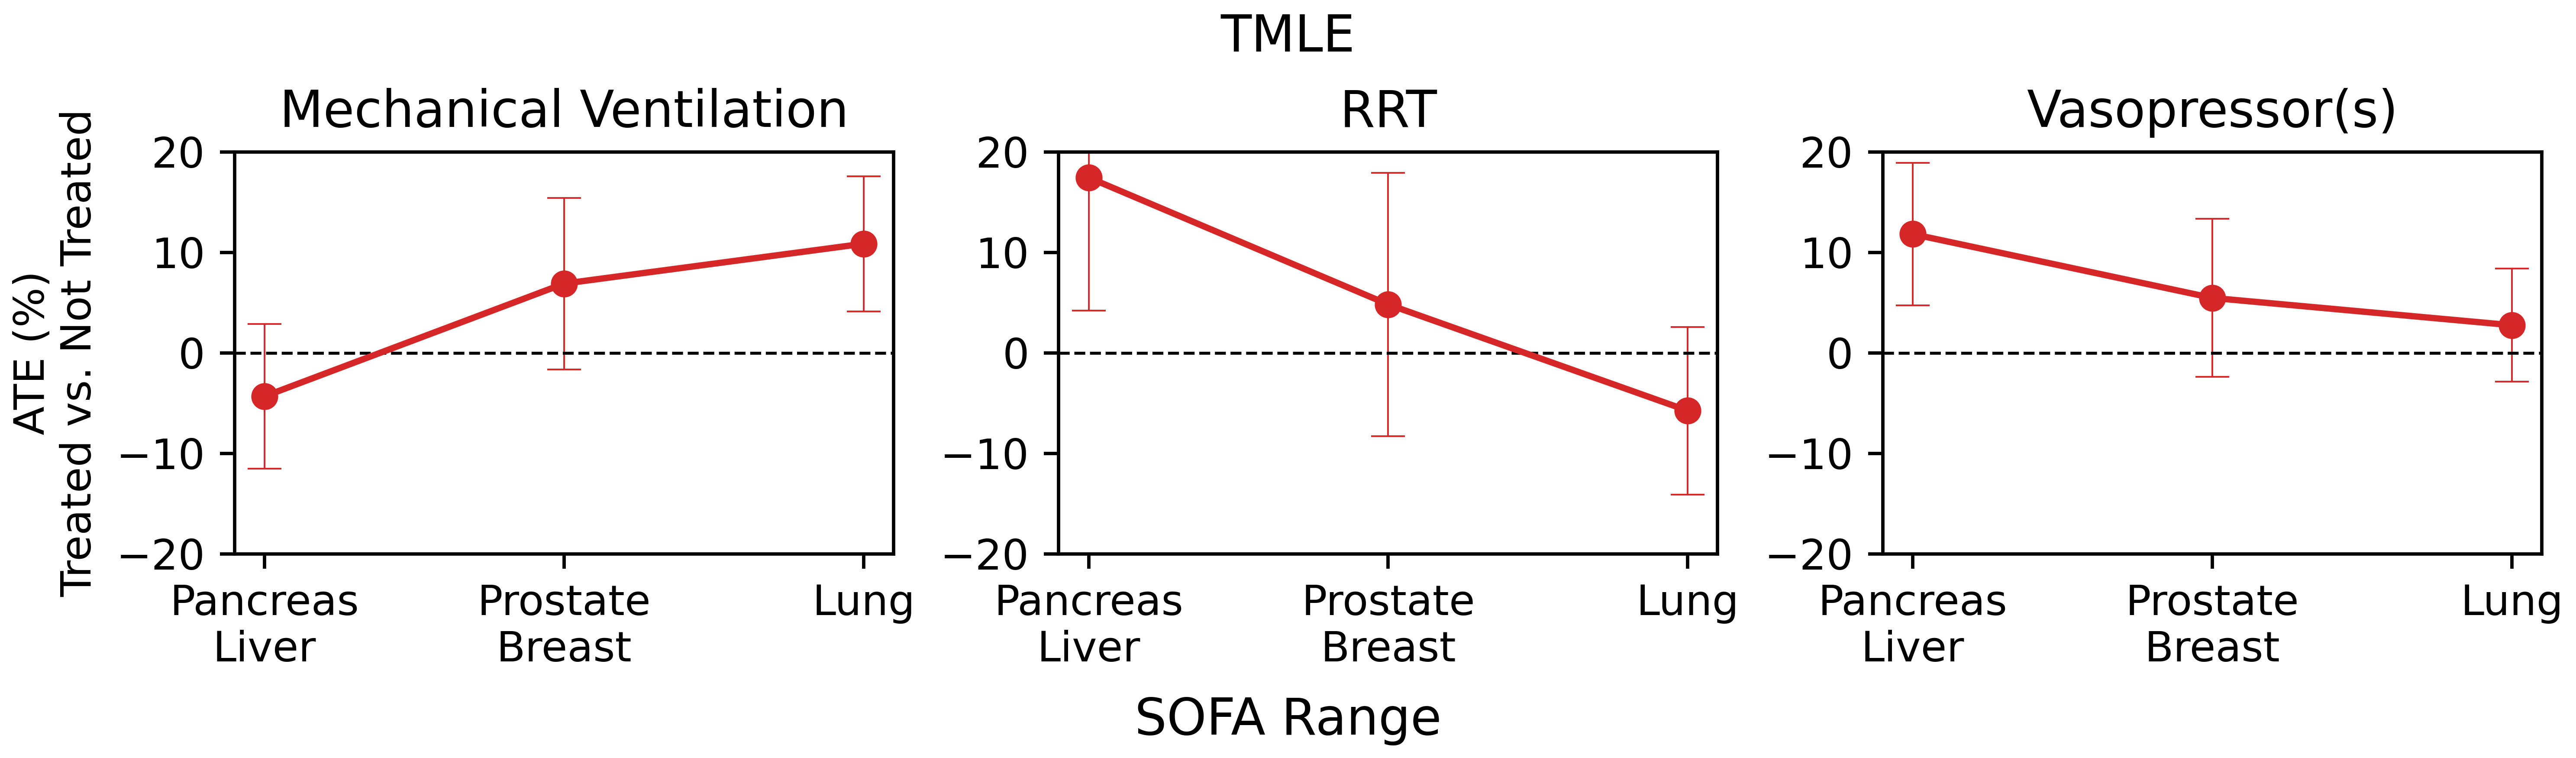 TMLE
ATE (%)
Treated vs. Not Treated
Mechanical Ventilation
20
10
0
−10
−20
Pancreas
Liver
Prostate
Breast
Lung
RRT
20
10
0
−10
−20
Pancreas
Liver
Prostate
Breast
Lung
Vasopressor(s)
20
10
0
−10
−20
Pancreas
Liver
Prostate
Breast
Lung
SOFA Range